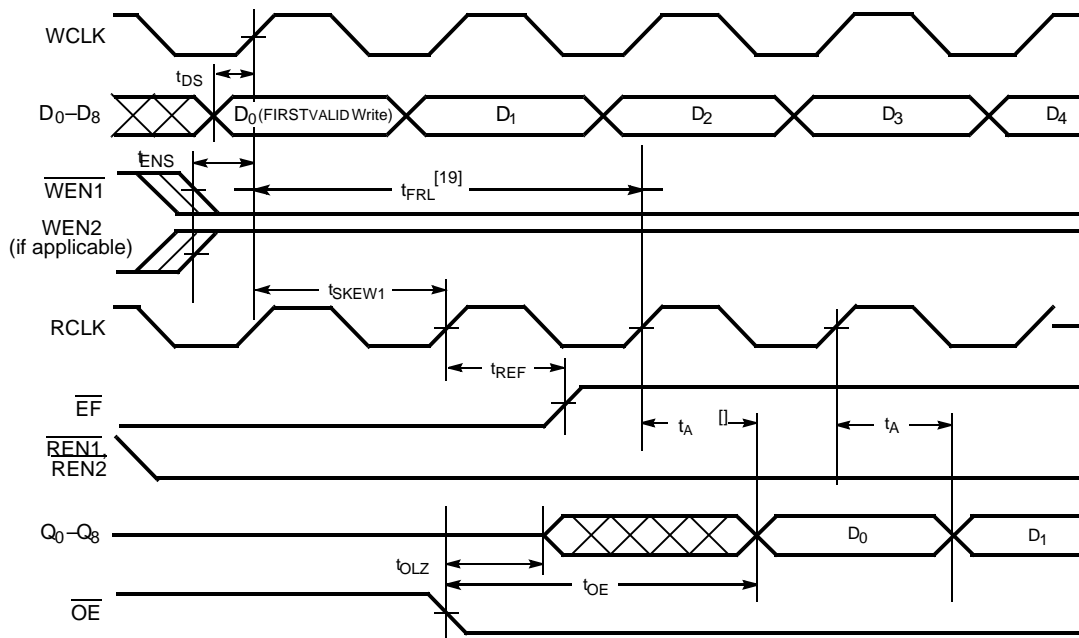 WCLK
tDS
D0–D8
D0 (FIRSTVALID Write)
D1
D2
D3
D4
tENS
WEN1
tFRL [19]
WEN2
(if applicable)
tSKEW1
RCLK
tREF
EF
tA []
tA
REN1,
REN2
Q0–Q8
D0
D1
tOLZ
tOE
OE